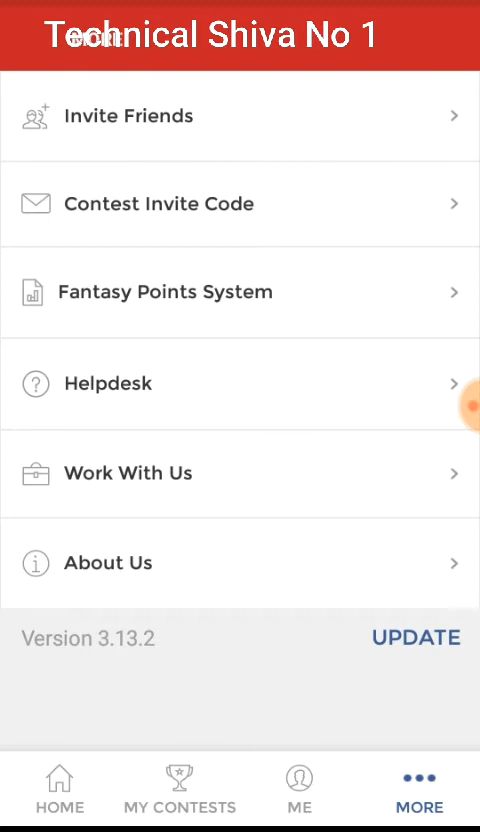 Technical Shiva No 1
MORE
Invite Friends
Contest Invite Code
Fantasy Points System
Helpdesk
Work With Us
About Us
Version 3.13.2 UPDATE
HOME MY CONTESTS ME MORE